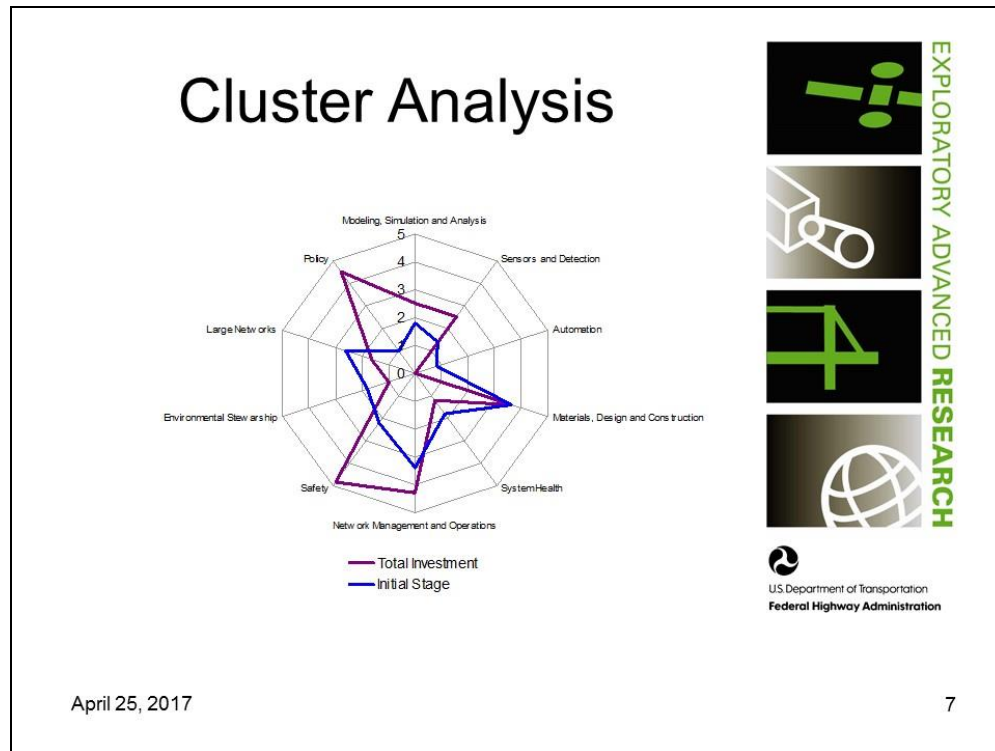 Cluster Analysis
EXPLORATORY ADVANCED RESEARCH
Modeling, Simulation and Analysis
Policy
Sensors and Detection
Large Networks
Automation
Environmental Stewarship
Materials, Design and Construction
Safety
System Health
Network Management and Operations
5
4
3
2
1
0
Total Investment
Initial Stage
U.S. Department of Transportation
Federal Highway Administration
April 25, 2017
7